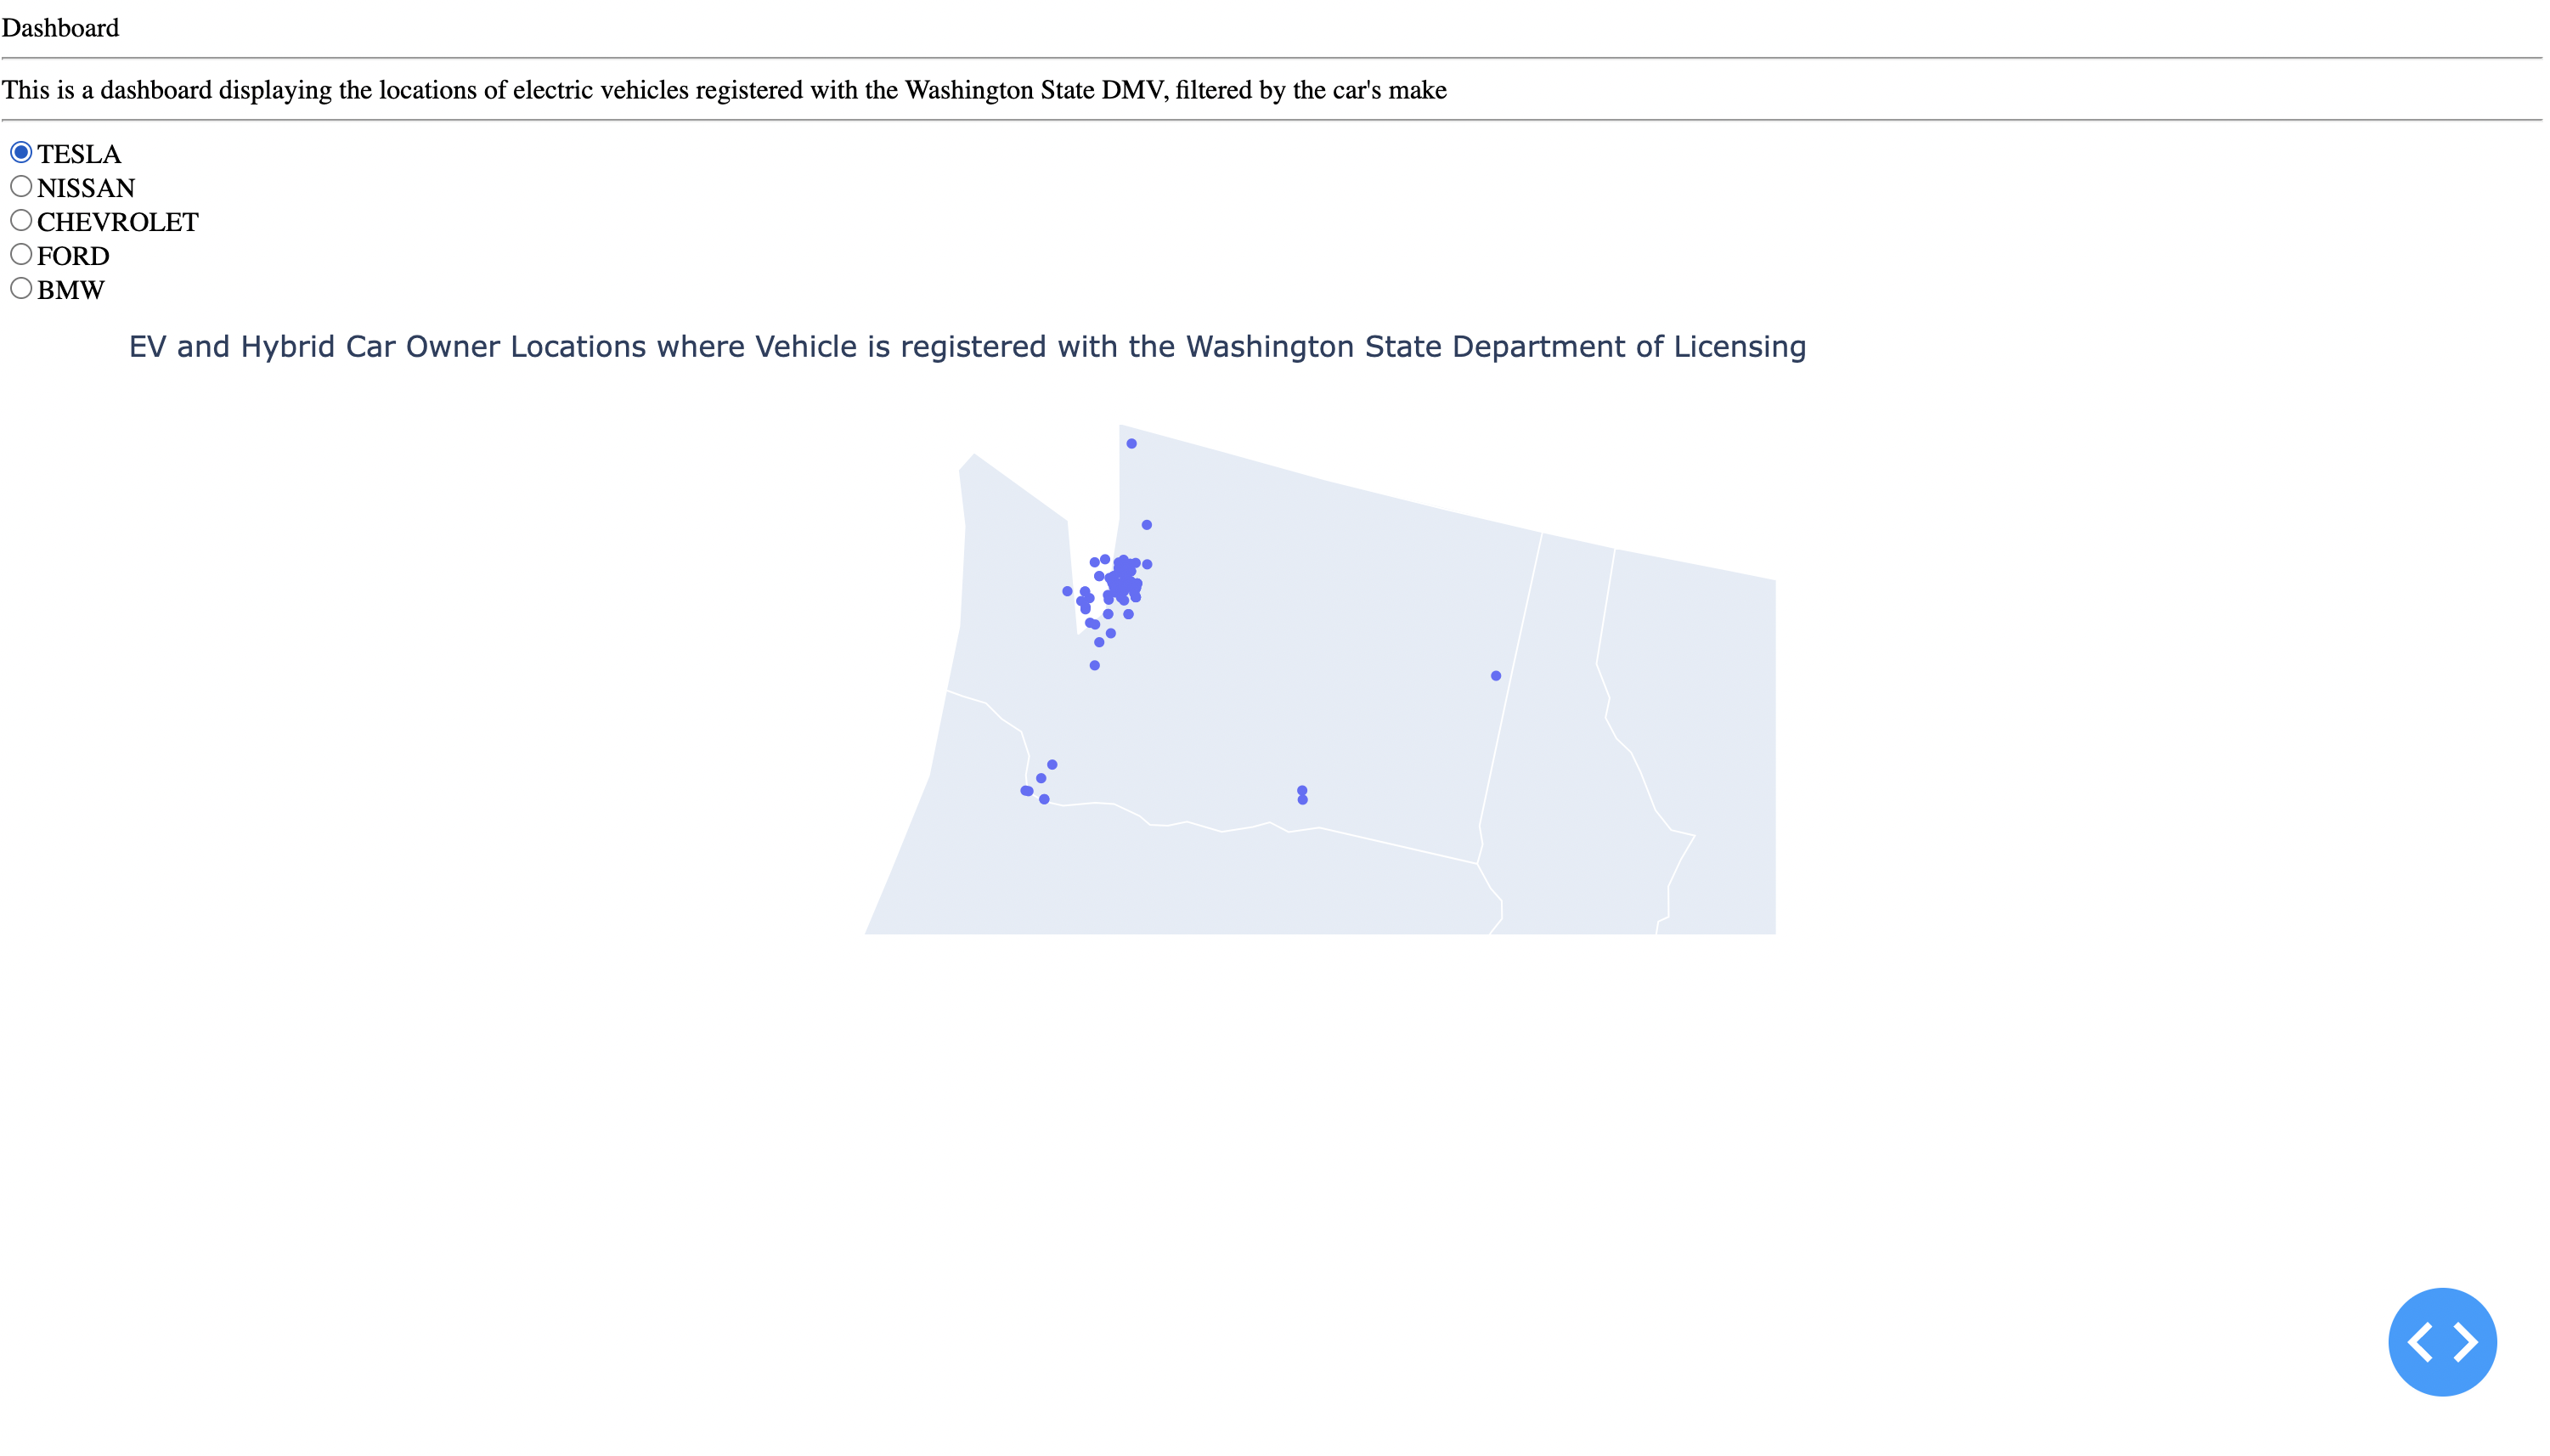 Dashboard
This is a dashboard displaying the locations of electric vehicles registered with the Washington State DMV, filtered by the car's make
TESLA
NISSAN
CHEVROLET
FORD
BMW
EV and Hybrid Car Owner Locations where Vehicle is registered with the Washington State Department of Licensing